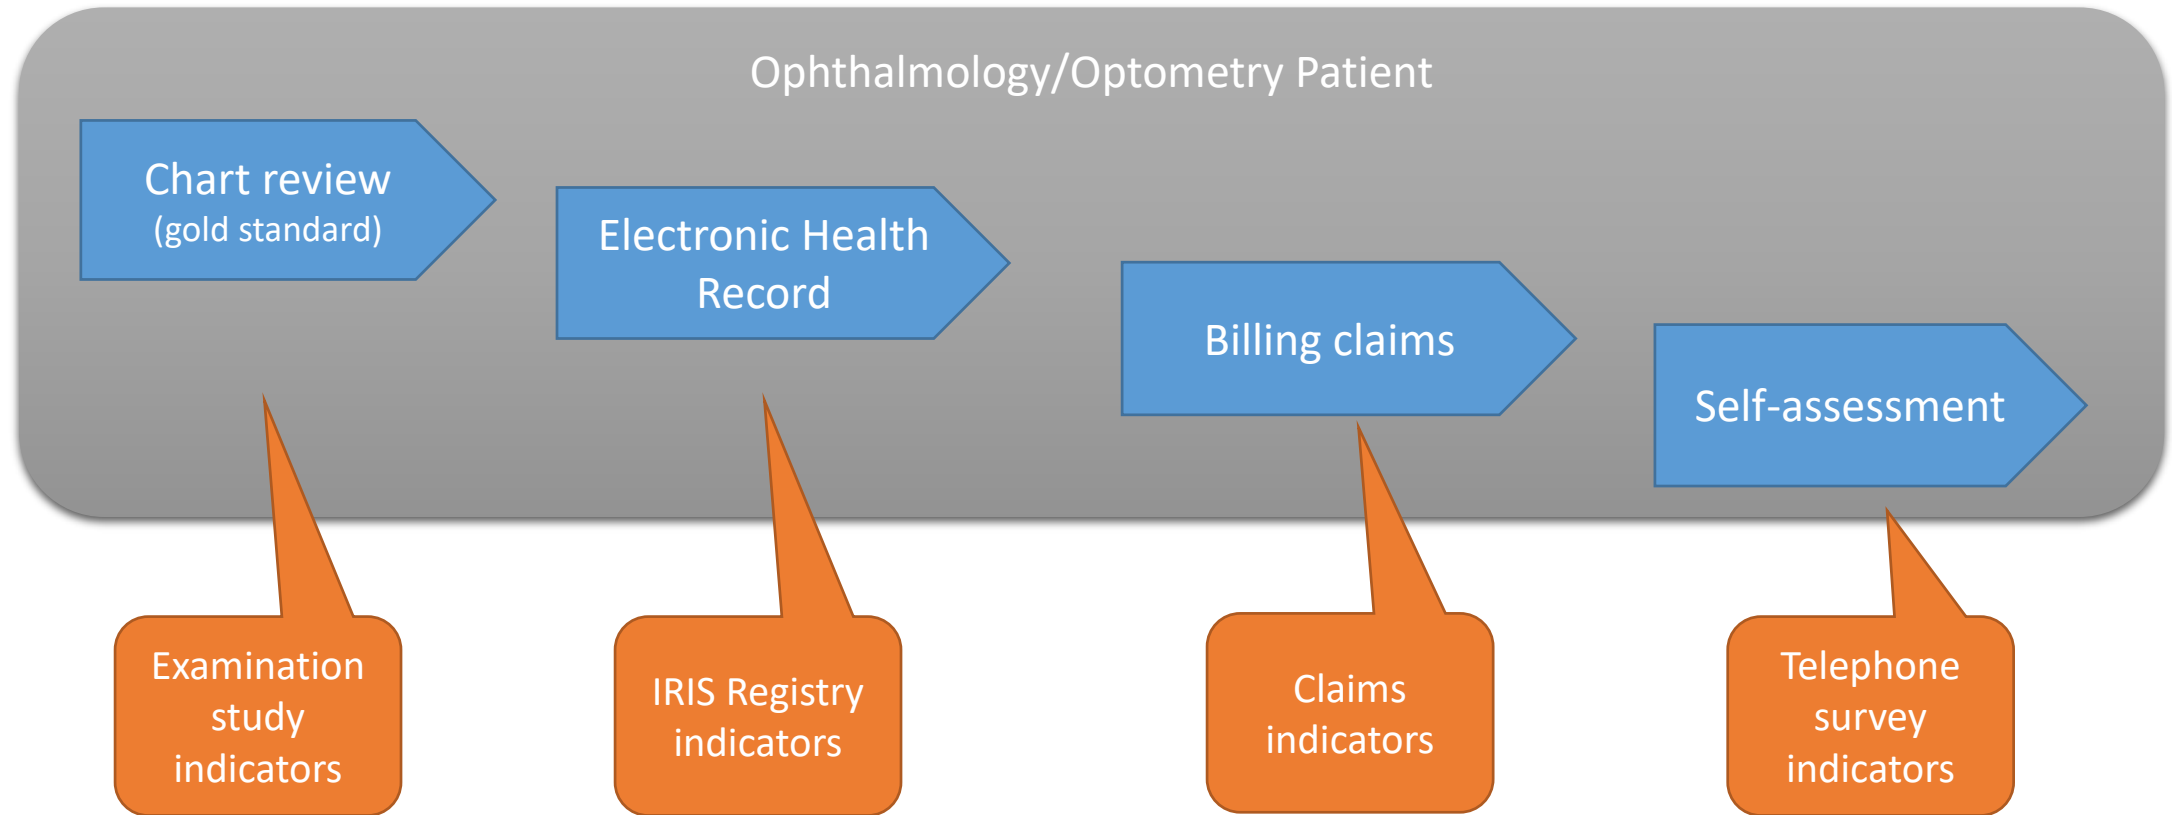 Ophthalmology/Optometry Patient
Chart review
(gold standard)
Electronic Health
Record
Billing claims
Self-assessment
Examination
study
indicators
IRIS Registry
indicators
Claims
indicators
Telephone
survey
indicators